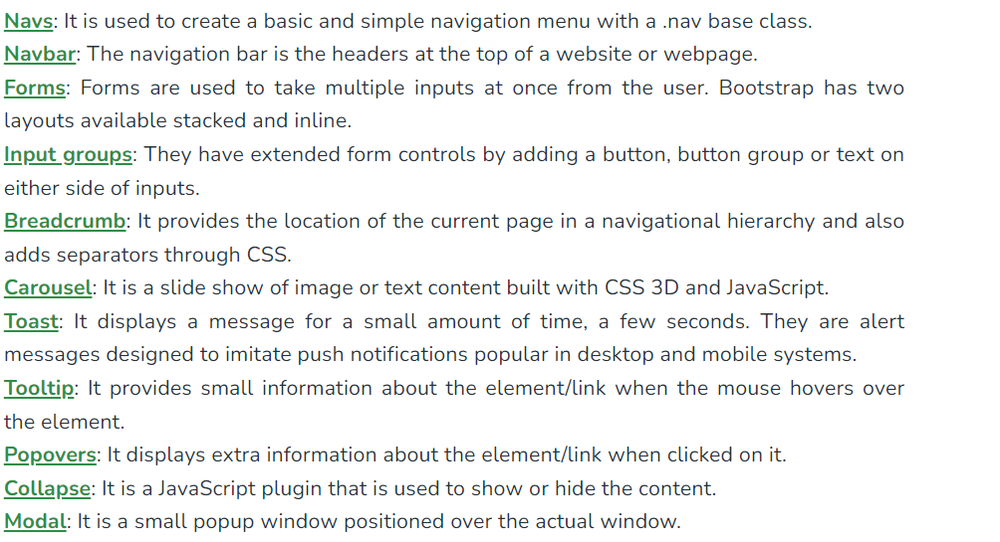 Navs: It is used to create a basic and simple navigation menu with a .nav base class.
Navbar: The navigation bar is the headers at the top of a website or webpage.
Forms: Forms are used to take multiple inputs at once from the user. Bootstrap has two
layouts available stacked and inline.
Input groups: They have extended form controls by adding a button, button group or text on
either side of inputs.
Breadcrumb: It provides the location of the current page in a navigational hierarchy and also
adds separators through CSS.
Carousel: It is a slide show of image or text content built with CSS 3D and JavaScript.
Toast: It displays a message for a small amount of time, a few seconds. They are alert
messages designed to imitate push notifications popular in desktop and mobile systems.
Tooltip: It provides small information about the element/link when the mouse hovers over
the element.
Popovers: It displays extra information about the element/link when clicked on it.
Collapse: It is a JavaScript plugin that is used to show or hide the content.
Modal: It is a small popup window positioned over the actual window.